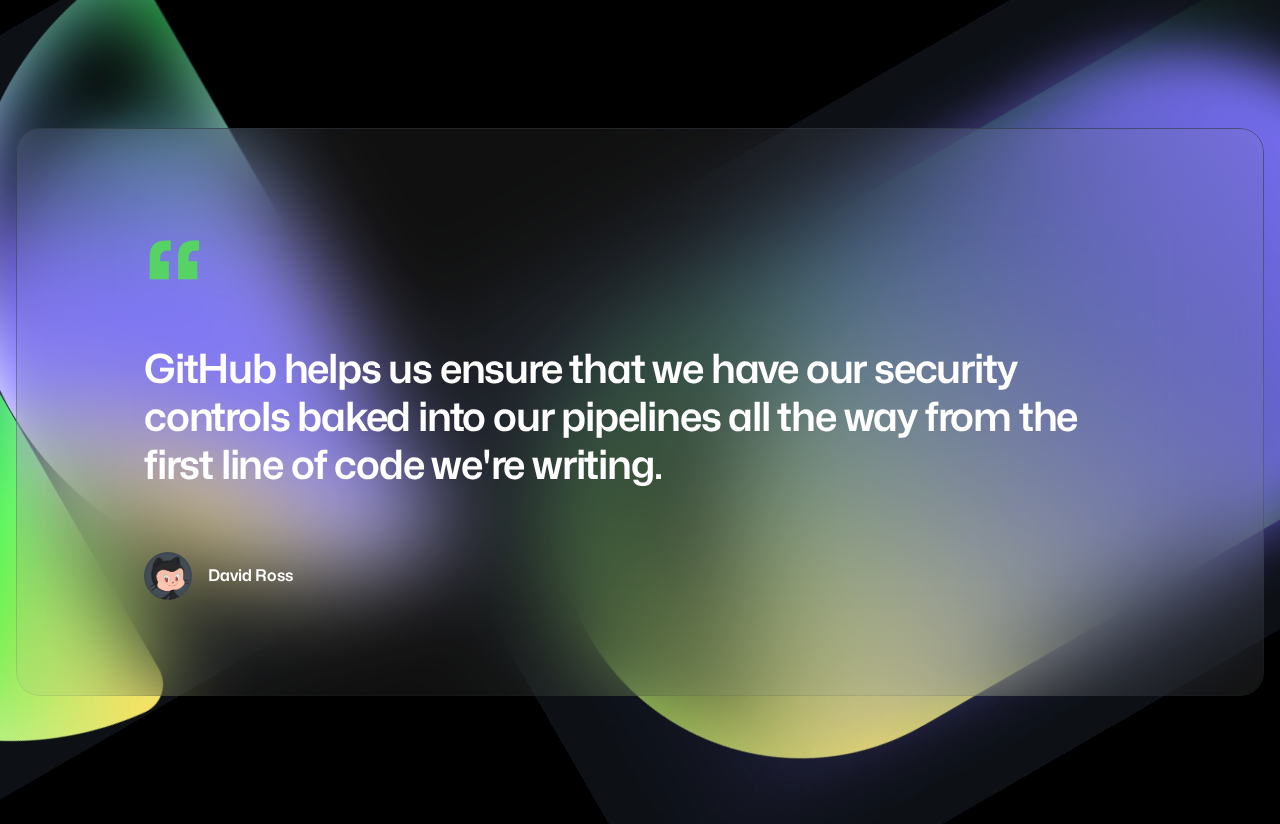 “
GitHub helps us ensure that we have our security
controls baked into our pipelines all the way from the
first line of code we're writing.
David Ross